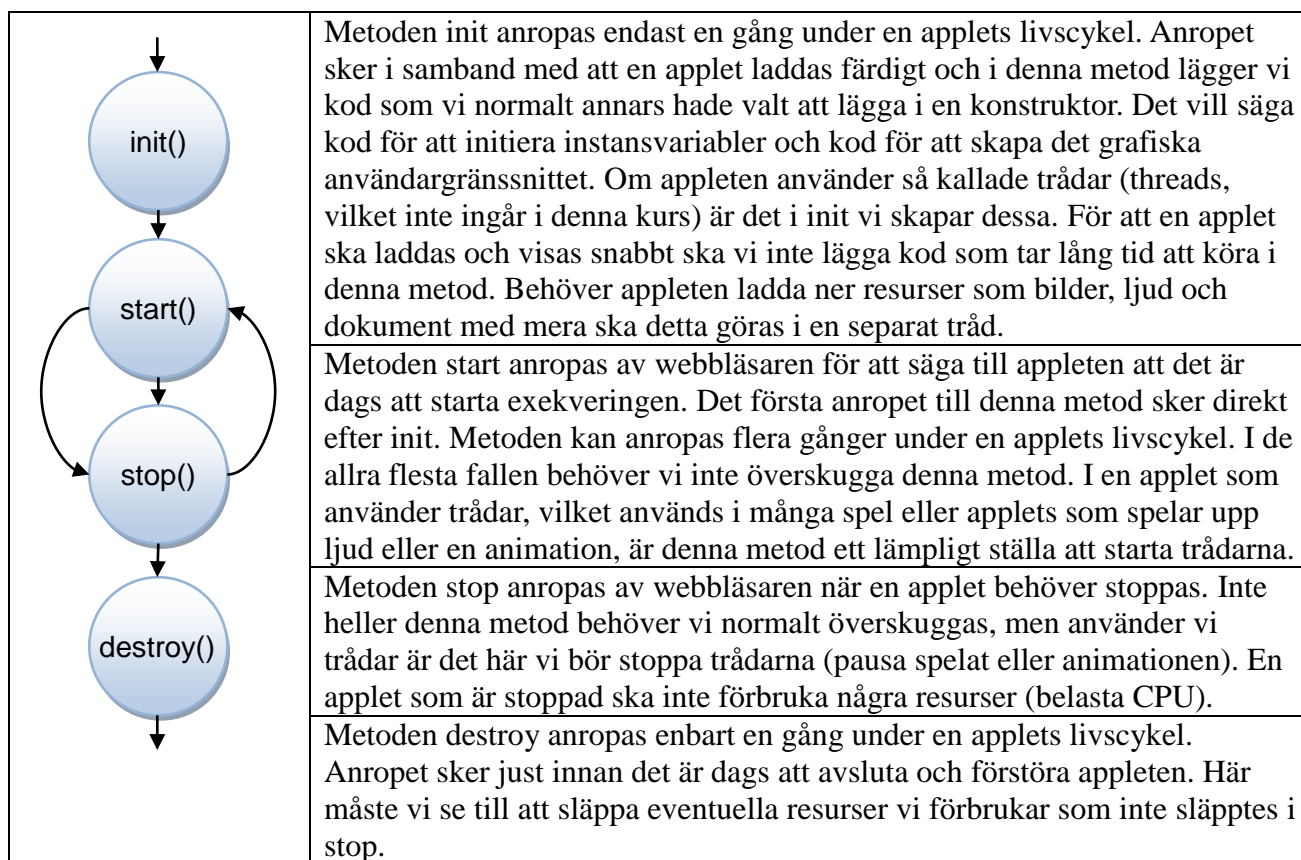 init()
start()
stop()
destroy()
Metoden init anropas endast en gång under en applets livscykel. Anropet
sker i samband med att en applet laddas färdigt och i denna metod lägger vi
kod som vi normalt annars hade valt att lägga i en konstruktor. Det vill säga
kod för att initiera instansvariabler och kod för att skapa det grafiska
användargränssnittet. Om appleten använder så kallade trådar (threads,
vilket inte ingår i denna kurs) är det i init vi skapar dessa. För att en applet
ska laddas och visas snabbt ska vi inte lägga kod som tar lång tid att köra i
denna metod. Behöver appleten ladda ner resurser som bilder, ljud och
dokument med mera ska detta göras i en separat tråd.
Metoden start anropas av webbläsaren för att säga till appleten att det är
dags att starta exekveringen. Det första anropet till denna metod sker direkt
efter init. Metoden kan anropas flera gånger under en applets livscykel. I de
allra flesta fallen behöver vi inte överskugga denna metod. I en applet som
använder trådar, vilket används i många spel eller applets som spelar upp
ljud eller en animation, är denna metod ett lämpligt ställa att starta trådarna.
Metoden stop anropas av webbläsaren när en applet behöver stoppas. Inte
heller denna metod behöver vi normalt överskuggas, men använder vi
trådar är det här vi bör stoppa trådarna (pausa spelat eller animationen). En
applet som är stoppad ska inte förbruka några resurser (belasta CPU).
Metoden destroy anropas enbart en gång under en applets livscykel.
Anropet sker just innan det är dags att avsluta och förstöra appleten. Här
måste vi se till att släppa eventuella resurser vi förbrukar som inte släpptes i
stop.